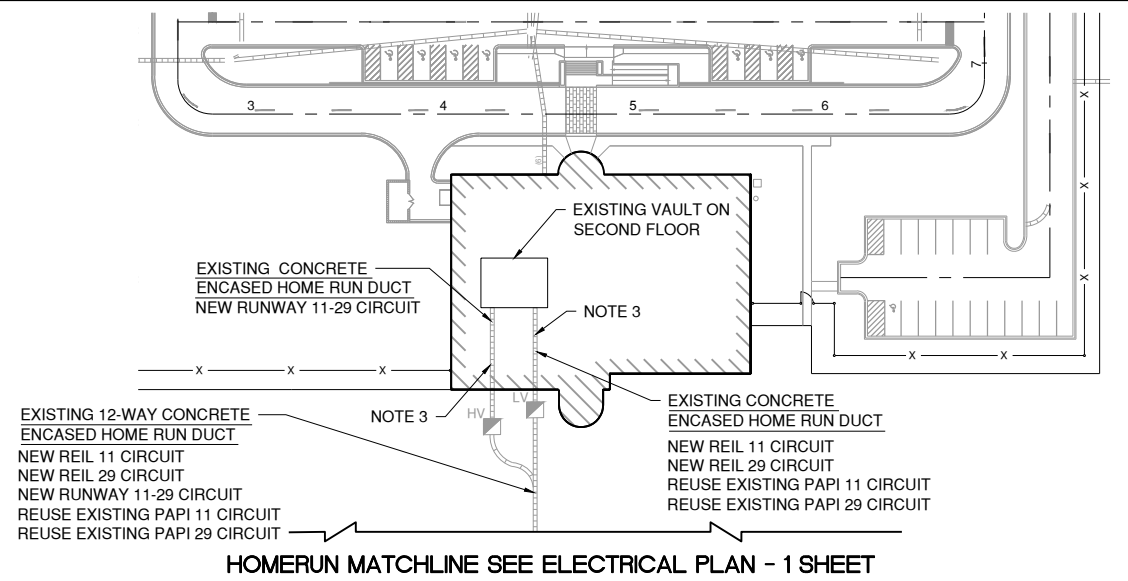 3
4
5
6
7
EXISTING VAULT ON
SECOND FLOOR
EXISTING CONCRETE
ENCASED HOME RUN DUCT
NEW RUNWAY 11-29 CIRCUIT
NOTE 3
X
X
X
X
X
X
X
X
NOTE 3
HV
LV
EXISTING 12-WAY CONCRETE
ENCASED HOME RUN DUCT
NEW REIL 11 CIRCUIT
NEW REIL 29 CIRCUIT
NEW RUNWAY 11-29 CIRCUIT
REUSE EXISTING PAPI 11 CIRCUIT
REUSE EXISTING PAPI 29 CIRCUIT
EXISTING CONCRETE
ENCASED HOME RUN DUCT
NEW REIL 11 CIRCUIT
NEW REIL 29 CIRCUIT
REUSE EXISTING PAPI 11 CIRCUIT
REUSE EXISTING PAPI 29 CIRCUIT
HOMERUN MATCHLINE SEE ELECTRICAL PLAN - 1 SHEET